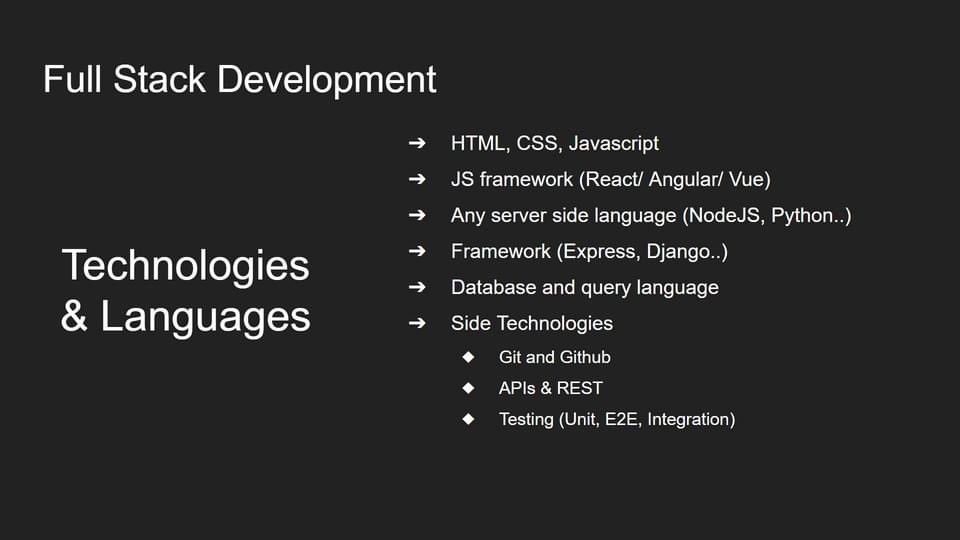 Full Stack Development
Technologies
& Languages
➔ HTML, CSS, Javascript
➔ JS framework (React/ Angular/ Vue)
➔ Any server side language (NodeJS, Python..)
➔ Framework (Express, Django..)
➔ Database and query language
➔ Side Technologies
◆ Git and Github
◆ APIs & REST
◆ Testing (Unit, E2E, Integration)